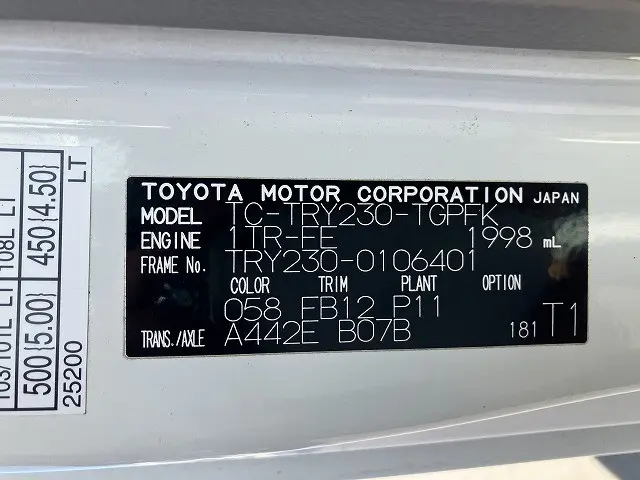 TOYOTA MOTOR CORPORATION JAPAN
MODEL TC-TRY230-TGPFK
ENGINE 1TR-FE 1998 mL
FRAME No. TRY230-0106401
COLOR TRIM PLANT OPTION
058 FB12 P11
TRANS./AXLE A442E B07B 181 T1
108L LT
500{5.00} 450{4.50}
25200 LT